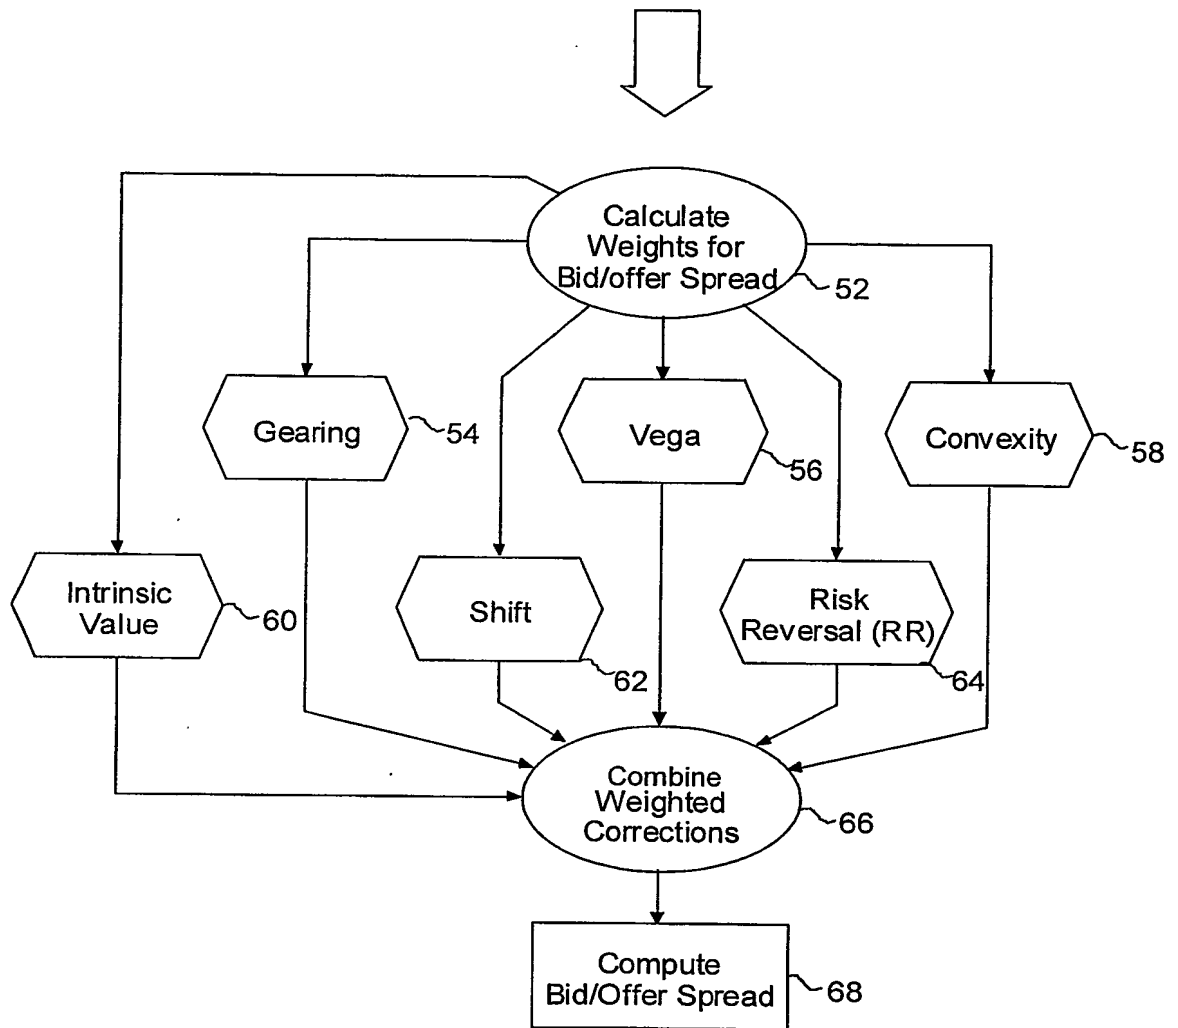 Calculate
Weights for
Bid/offer Spread
52
Gearing
54
Vega
56
Convexity
58
Intrinsic
Value
60
Shift
62
Risk
Reversal (RR)
64
Combine
Weighted
Corrections
66
Compute
Bid/Offer Spread
68